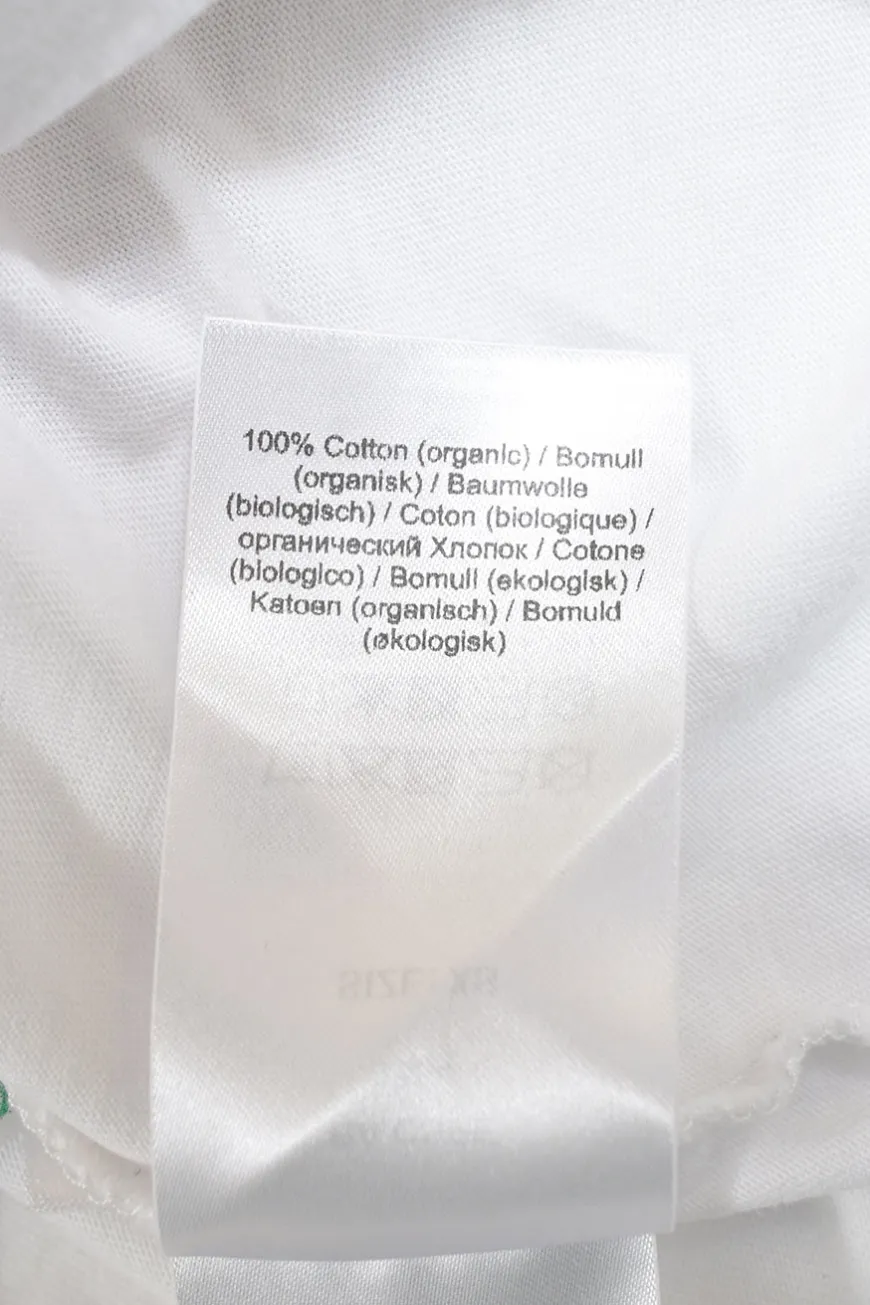 100% Cotton (organic) / Bomull
(organisk) / Baumwolle
(biologisch) / Coton (biologique) /
органический Хлопок / Cotone
(biologico) / Bomull (ekologisk) /
Katoen (organisch) / Bomuld
(økologisk)